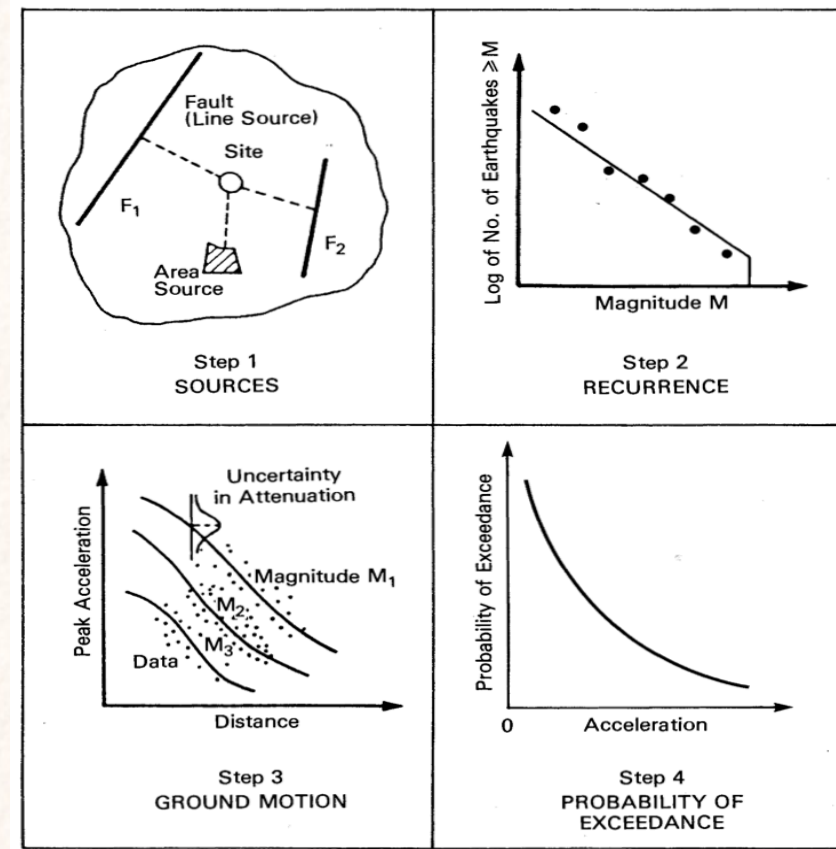 Fault
(Line Source)
Site
F₁
F₂
Area
Source
Step 1
SOURCES
Log of No. of Earthquakes ⩾ M
Magnitude M
Step 2
RECURRENCE
Uncertainty
in Attenuation
Peak Acceleration
Magnitude M₁
M₂
M₃
Data
Distance
Step 3
GROUND MOTION
Probability of Exceedance
0
Acceleration
Step 4
PROBABILITY OF
EXCEEDANCE